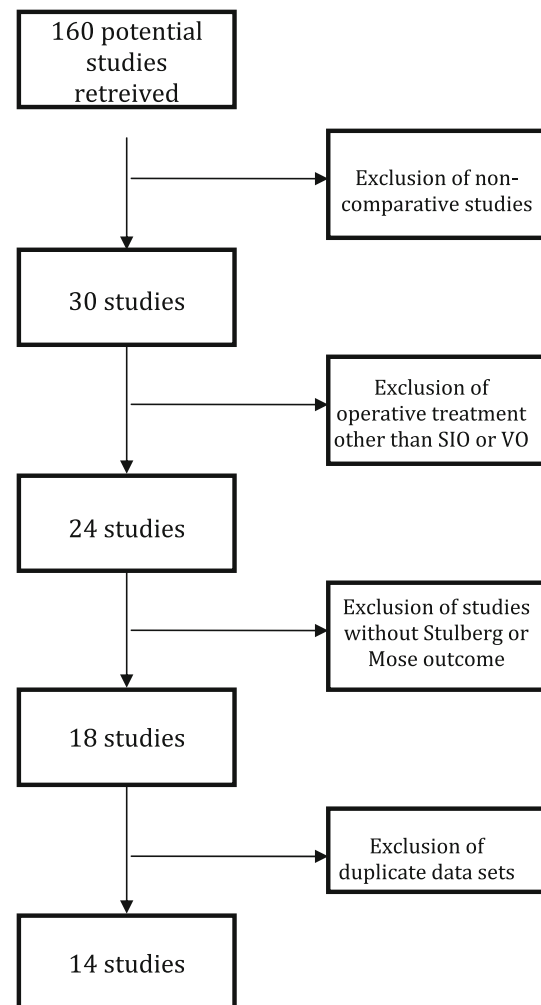 160 potential
studies
retreived
Exclusion of non-
comparative studies
30 studies
Exclusion of
operative treatment
other than SIO or VO
24 studies
Exclusion of studies
without Stulberg or
Mose outcome
18 studies
Exclusion of
duplicate data sets
14 studies